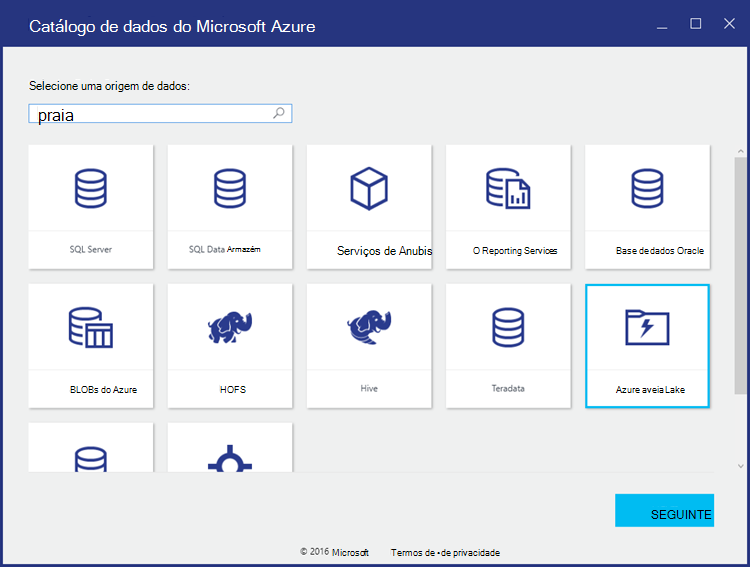 Catálogo de dados do Microsoft Azure
Selecione uma origem de dados:
praia
SQL Server
SQL Data Armazém
Serviços de Anubis
O Reporting Services
Base de dados Oracle
BLOBs do Azure
HOFS
Hive
Teradata
Azure aveia Lake
SEGUINTE
© 2016 Microsoft Termos de • de privacidade